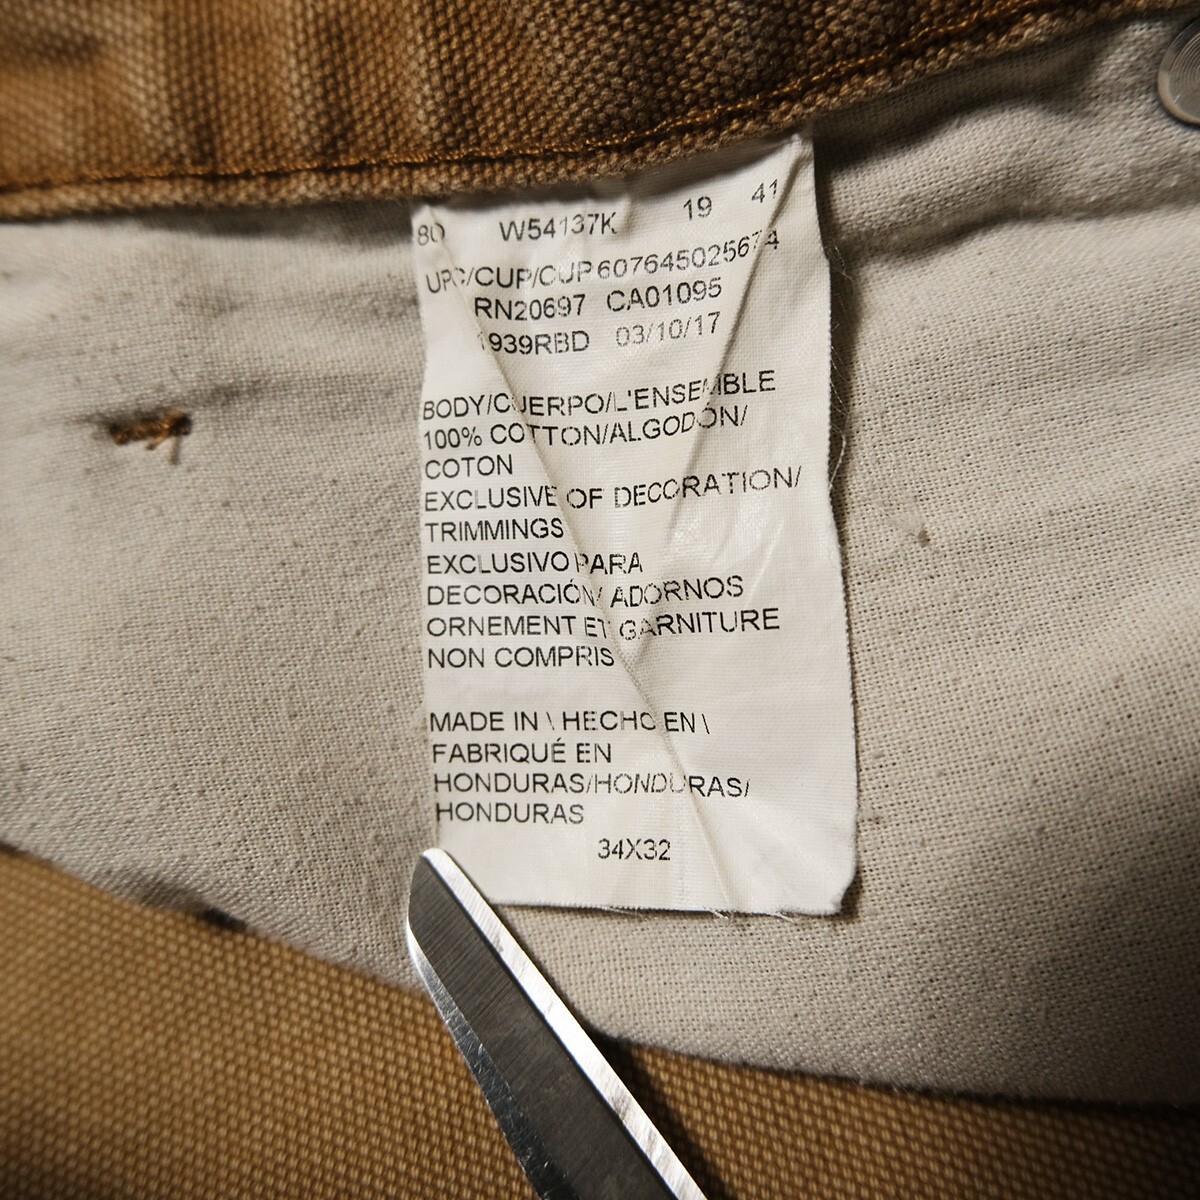 80 W54137K 19 41
UPC/CUP/CUP 607645025674
RN20697 CA01095
1939RBD 03/10/17
BODY/CUERPO/L'ENSEMBLE
100% COTTON/ALGODÓN/
COTON
EXCLUSIVE OF DECORATION/
TRIMMINGS
EXCLUSIVO PARA
DECORACIÓN/ ADORNOS
ORNEMENT ET GARNITURE
NON COMPRIS
MADE IN \ HECHO EN \
FABRIQUÉ EN
HONDURAS/HONDURAS/
HONDURAS
34X32